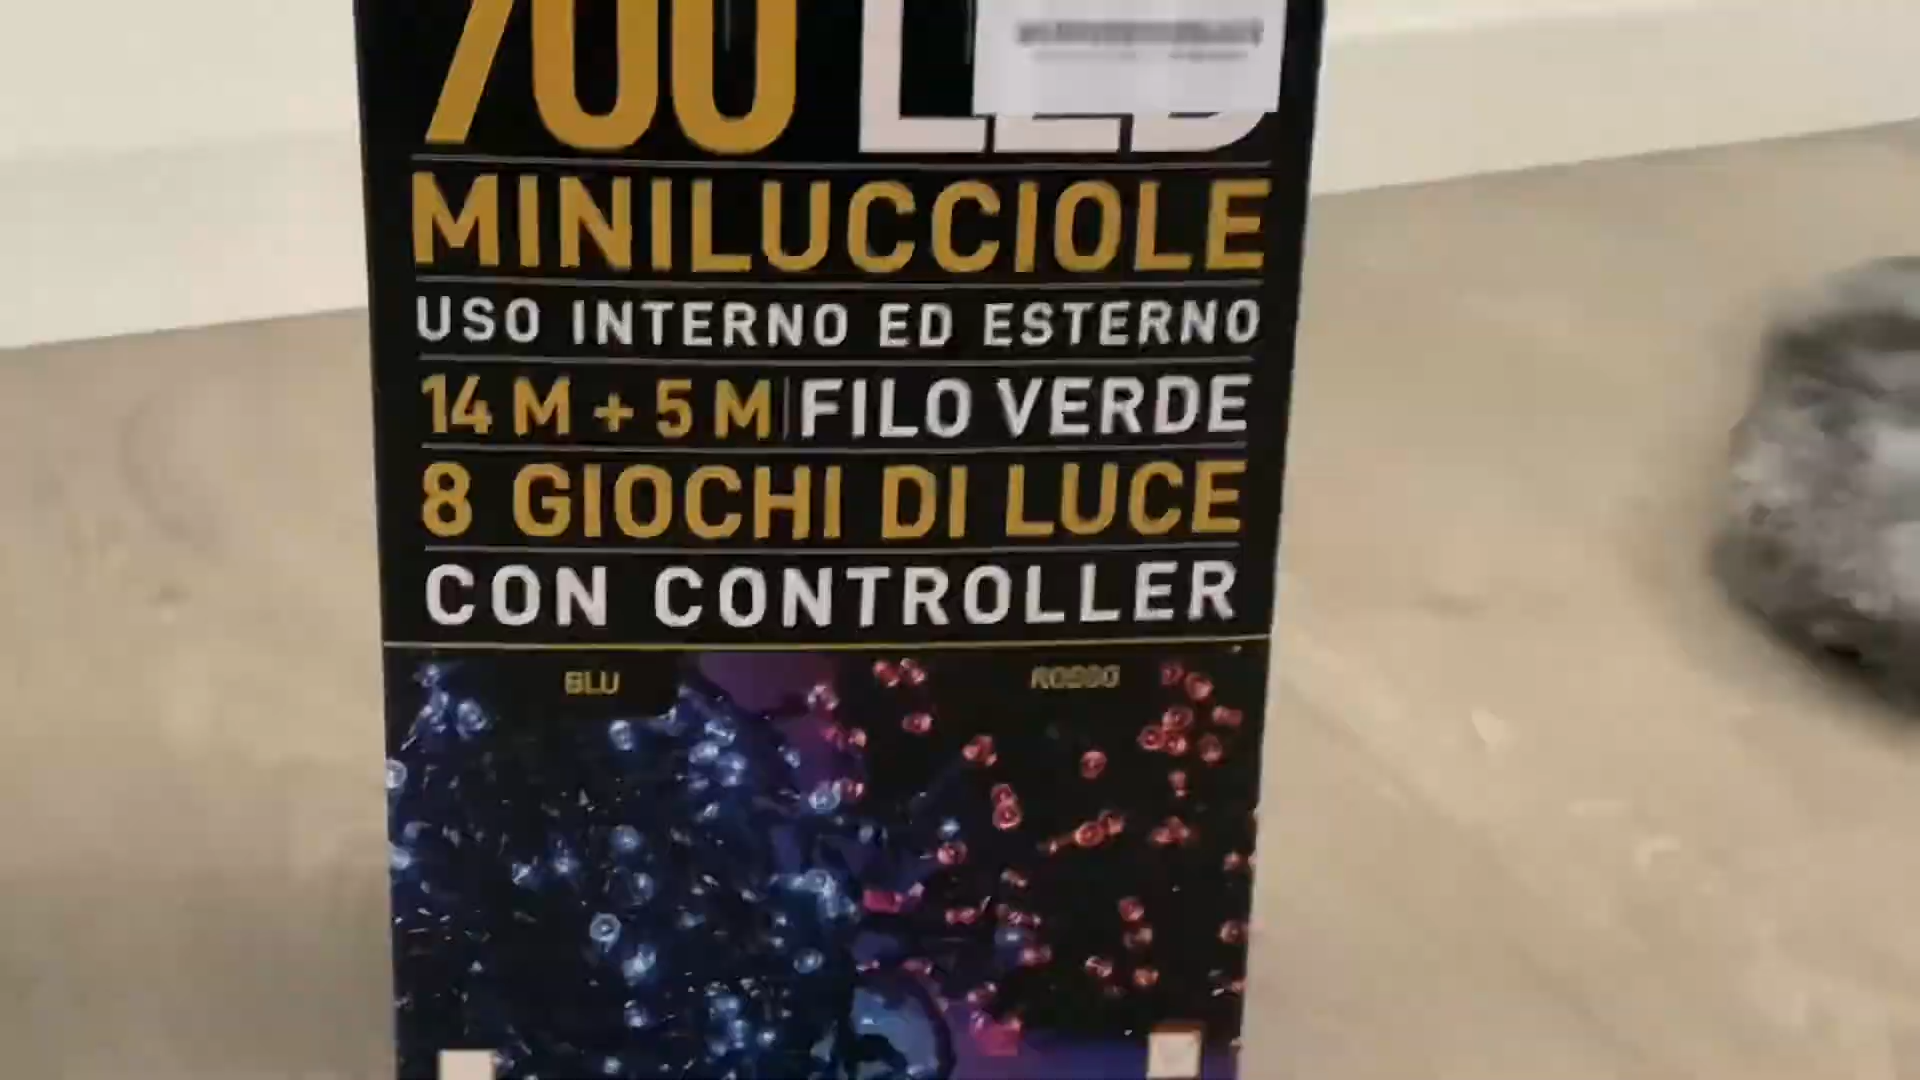 700 LED
MINILUCCIOLE
USO INTERNO ED ESTERNO
14 M + 5 M FILO VERDE
8 GIOCHI DI LUCE
CON CONTROLLER
BLU ROSSO